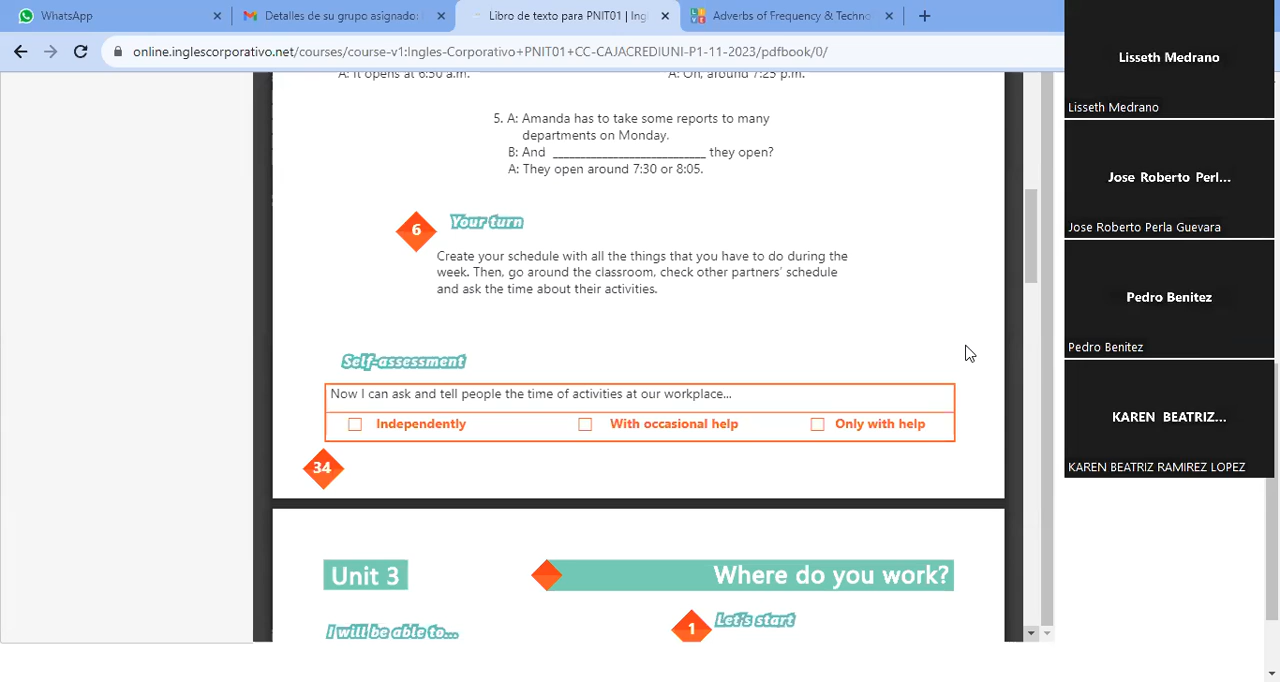 WhatsApp
Detalles de su grupo asignado:
Libro de texto para PNIT01 | Ingl
Adverbs of Frequency & Techno
online.inglescorporativo.net/courses/course-v1:Ingles-Corporativo+PNIT01+CC-CAJACREDIUNI-P1-11-2023/pdfbook/0/
A: It opens at 6:30 a.m.
A: Oh, around 7:25 p.m.
5. A: Amanda has to take some reports to many
departments on Monday.
B: And ___________________________ they open?
A: They open around 7:30 or 8:05.
6
Your turn
Create your schedule with all the things that you have to do during the
week. Then, go around the classroom, check other partners' schedule
and ask the time about their activities.
Self-assessment
Now I can ask and tell people the time of activities at our workplace...
Independently
With occasional help
Only with help
34
Unit 3
Where do you work?
I will be able to...
1
Let's start
Lisseth Medrano
Lisseth Medrano
Jose Roberto Perl...
Jose Roberto Perla Guevara
Pedro Benitez
Pedro Benitez
KAREN BEATRIZ...
KAREN BEATRIZ RAMIREZ LOPEZ